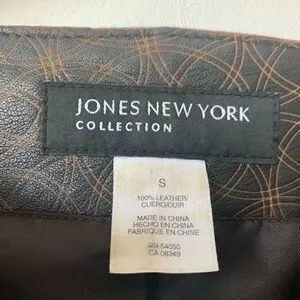 JONES NEW YORK
COLLECTION
S
100% LEATHER/
CUERO/CUIR
MADE IN CHINA
HECHO EN CHINA
FABRIQUE EN CHINE
RN 54050
CA 08349